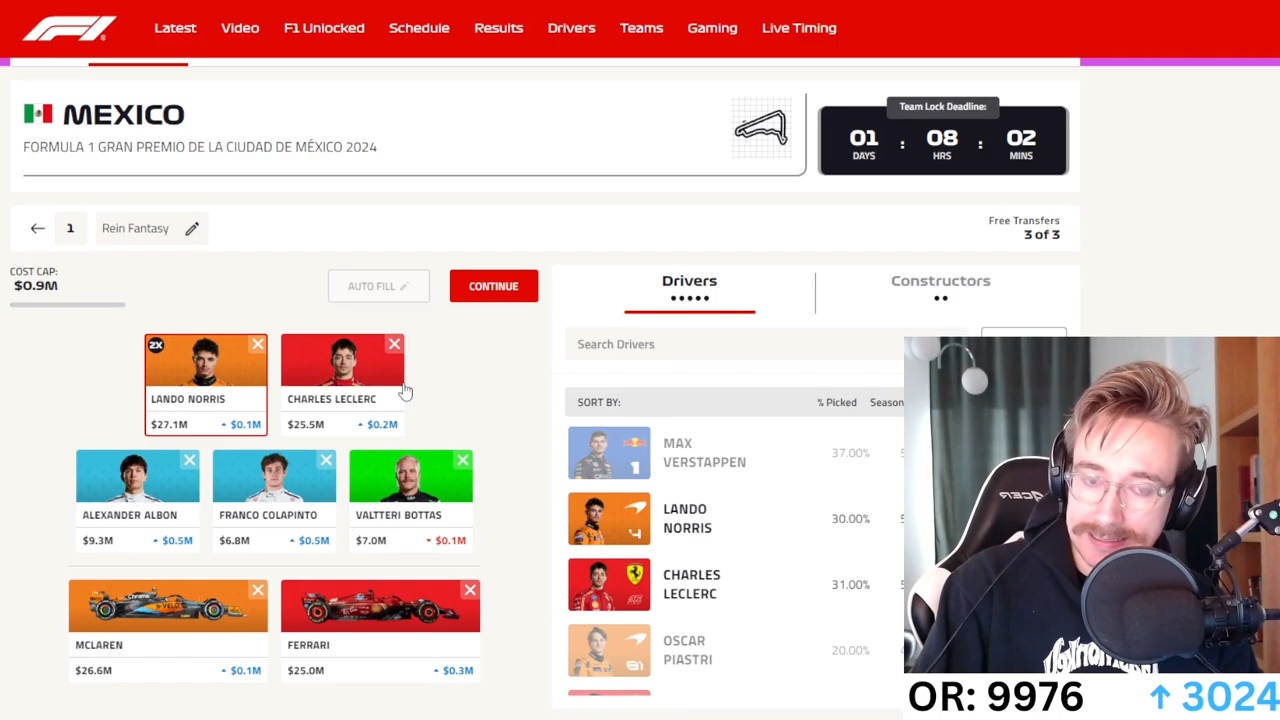 F1
Latest
Video
F1 Unlocked
Schedule
Results
Drivers
Teams
Gaming
Live Timing
MEXICO
FORMULA 1 GRAN PREMIO DE LA CIUDAD DE MÉXICO 2024
Team Lock Deadline:
01 : 08 : 02
DAYS HRS MINS
1
Rein Fantasy
Free Transfers
3 of 3
COST CAP:
$0.9M
AUTO FILL
CONTINUE
2X
LANDO NORRIS
$27.1M $0.1M
CHARLES LECLERC
$25.5M $0.2M
ALEXANDER ALBON
$9.3M $0.5M
FRANCO COLAPINTO
$6.8M $0.5M
VALTTERI BOTTAS
$7.0M $0.1M
MCLAREN
$26.6M $0.1M
FERRARI
$25.0M $0.3M
Drivers
Constructors
Search Drivers
SORT BY: % Picked Season
MAX
VERSTAPPEN
37.00%
1
LANDO
NORRIS
30.00%
4
CHARLES
LECLERC
31.00%
16
OSCAR
PIASTRI
20.00%
81
acer
OR: 9976 ↑ 3024